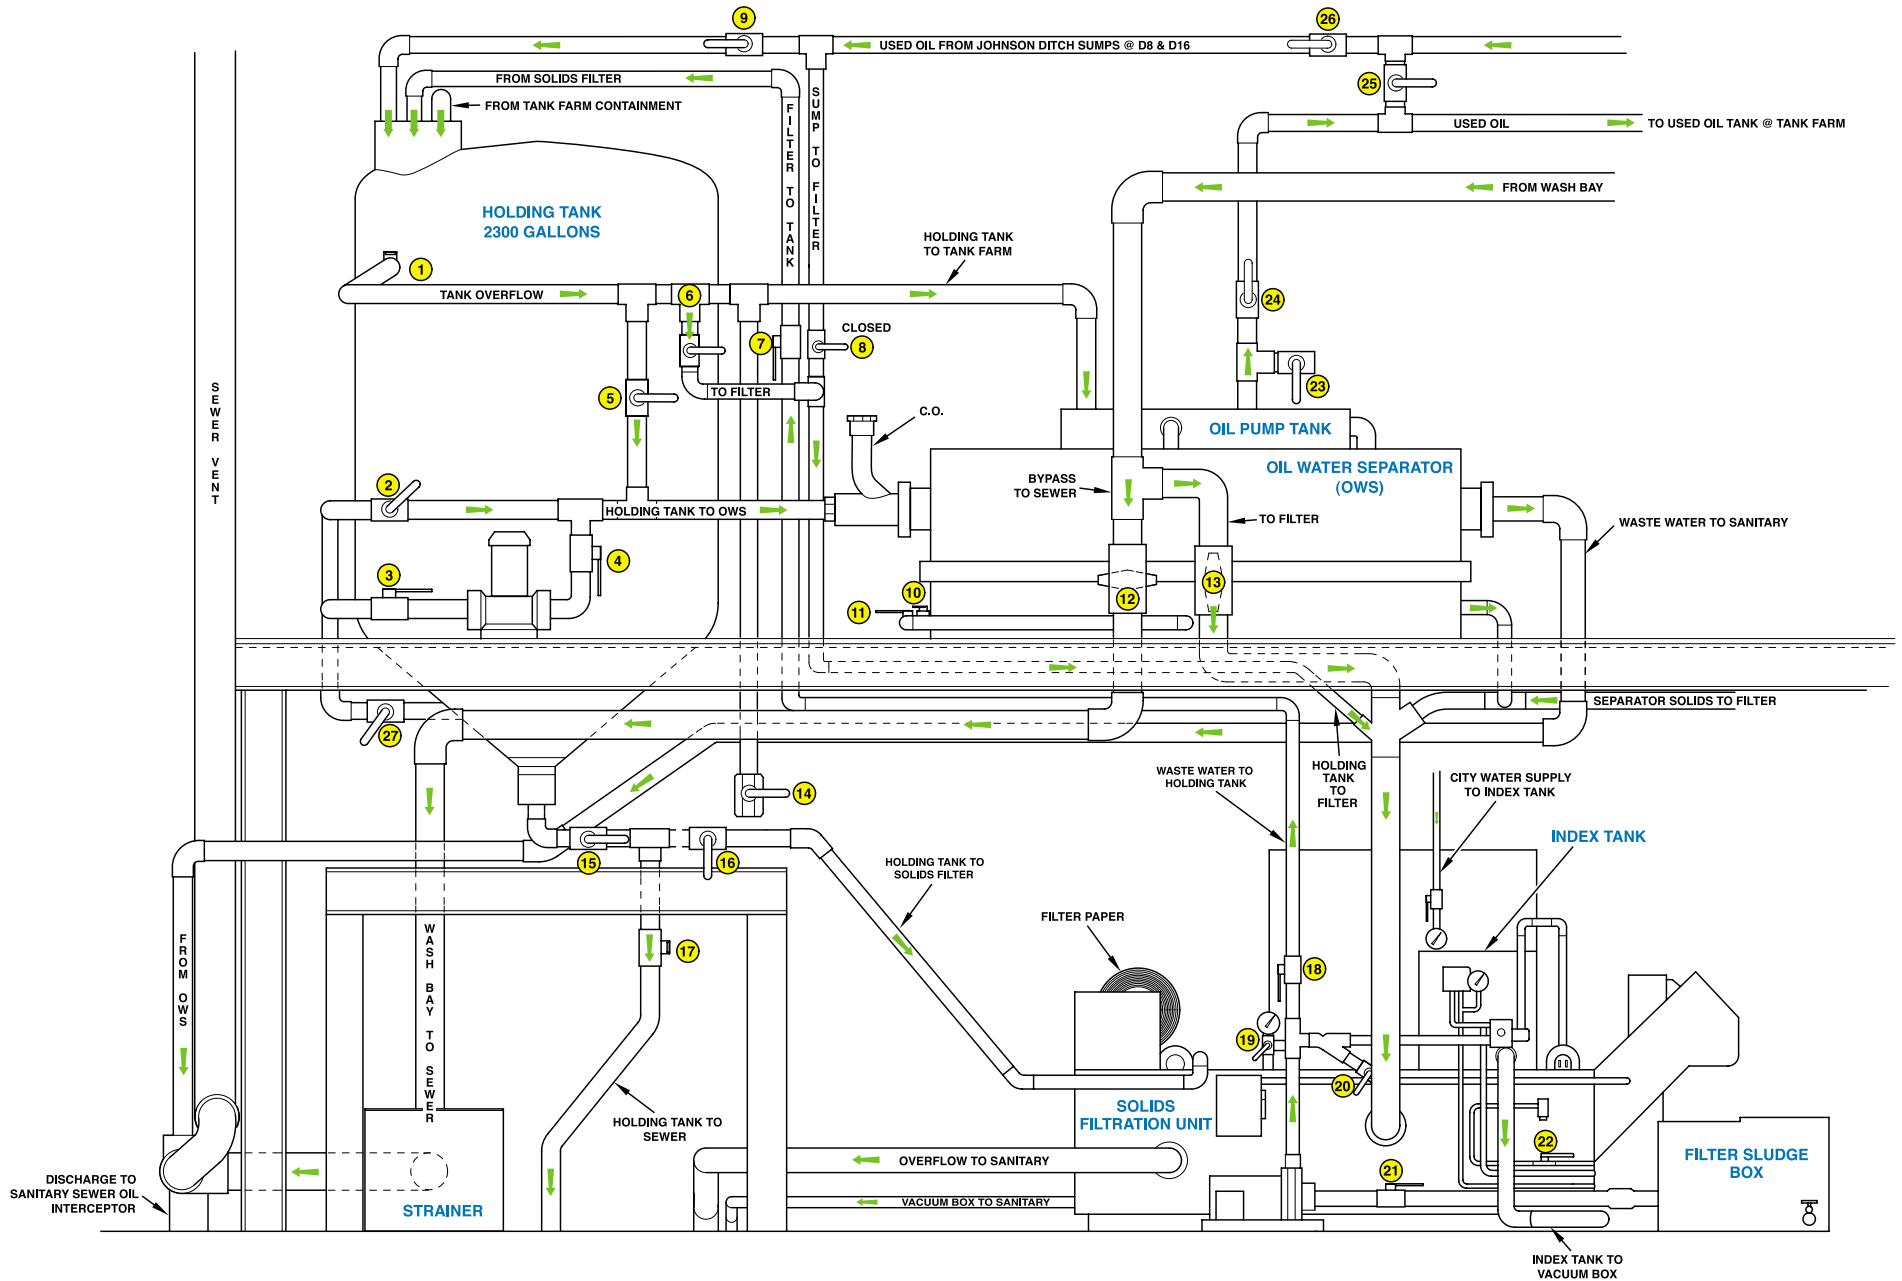 9
26
USED OIL FROM JOHNSON DITCH SUMPS @ D8 & D16
FROM SOLIDS FILTER
25
FROM TANK FARM CONTAINMENT
USED OIL
TO USED OIL TANK @ TANK FARM
FILTER TO TANK
SUMP TO FILTER
FROM WASH BAY
HOLDING TANK
2300 GALLONS
HOLDING TANK
TO TANK FARM
1
TANK OVERFLOW
6
24
7
CLOSED
8
23
SEWER VENT
5
TO FILTER
C.O.
OIL PUMP TANK
OIL WATER SEPARATOR
(OWS)
2
BYPASS
TO SEWER
HOLDING TANK TO OWS
TO FILTER
WASTE WATER TO SANITARY
4
3
13
10
11
12
SEPARATOR SOLIDS TO FILTER
27
HOLDING
TANK
TO
FILTER
WASTE WATER TO
HOLDING TANK
CITY WATER SUPPLY
TO INDEX TANK
14
INDEX TANK
15
16
HOLDING TANK TO
SOLIDS FILTER
FILTER PAPER
FROM OWS
WASH BAY TO SEWER
17
18
19
20
SOLIDS
FILTRATION UNIT
HOLDING TANK TO
SEWER
22
FILTER SLUDGE
BOX
OVERFLOW TO SANITARY
21
DISCHARGE TO
SANITARY SEWER OIL
INTERCEPTOR
STRAINER
VACUUM BOX TO SANITARY
INDEX TANK TO
VACUUM BOX